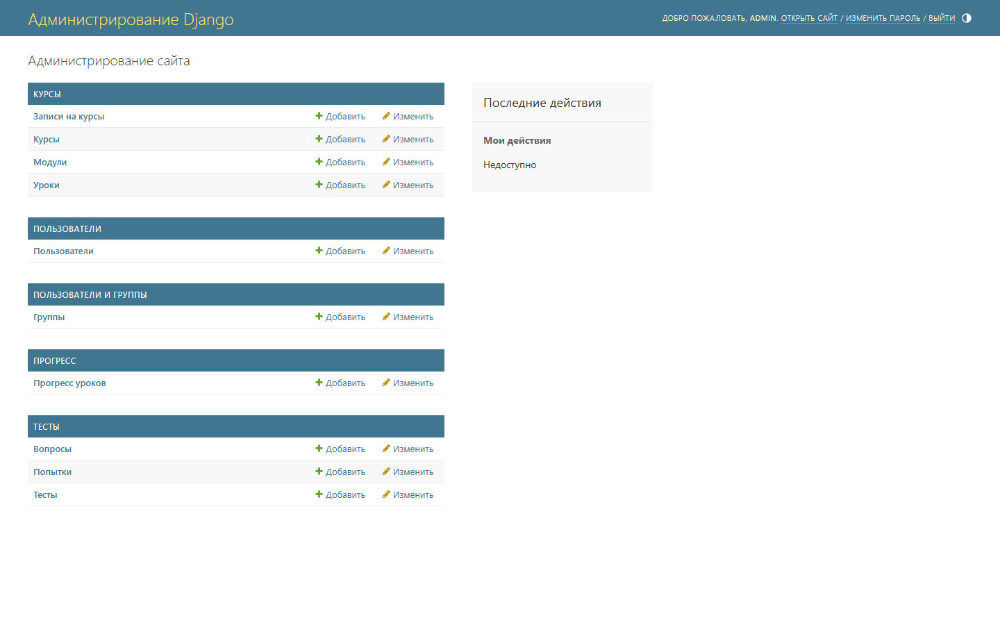 Администрирование Django
ДОБРО ПОЖАЛОВАТЬ, ADMIN. ОТКРЫТЬ САЙТ / ИЗМЕНИТЬ ПАРОЛЬ / ВЫЙТИ
Администрирование сайта
КУРСЫ
Записи на курсы Добавить Изменить
Курсы Добавить Изменить
Модули Добавить Изменить
Уроки Добавить Изменить
ПОЛЬЗОВАТЕЛИ
Пользователи Добавить Изменить
ПОЛЬЗОВАТЕЛИ И ГРУППЫ
Группы Добавить Изменить
ПРОГРЕСС
Прогресс уроков Добавить Изменить
ТЕСТЫ
Вопросы Добавить Изменить
Попытки Добавить Изменить
Тесты Добавить Изменить
Последние действия
Мои действия
Недоступно